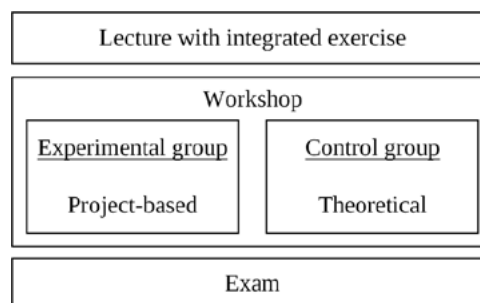 Lecture with integrated exercise
Workshop
Experimental group
Project-based
Control group
Theoretical
Exam